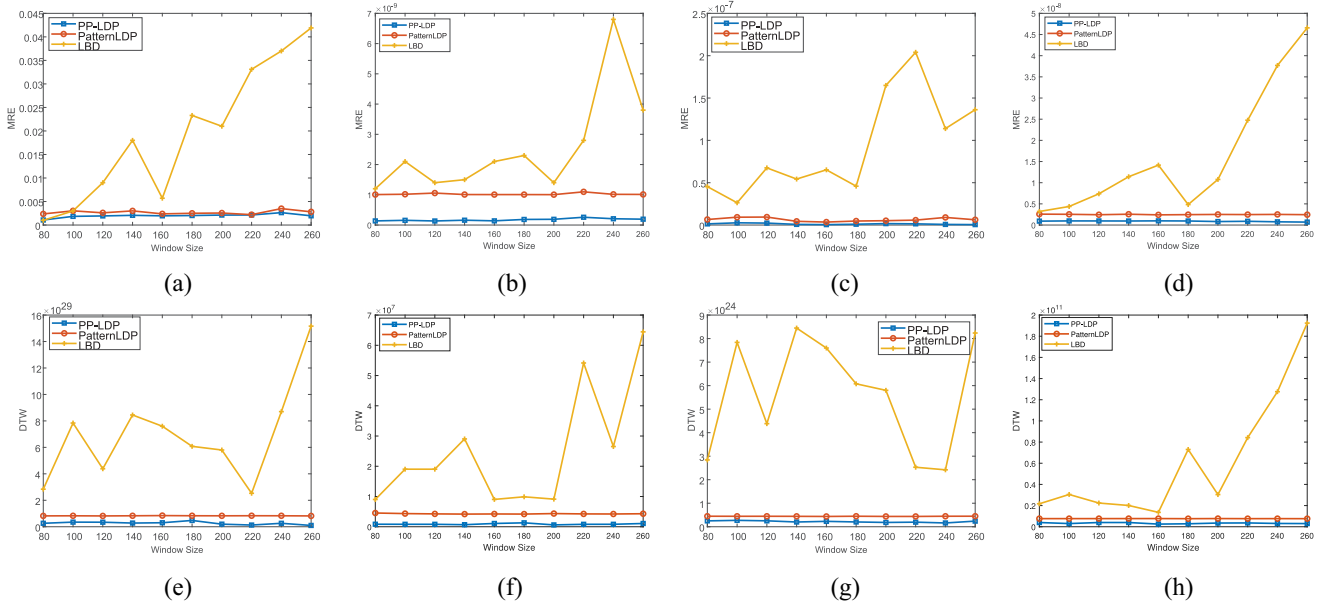 0.045
0.04
0.035
0.03
0.025
0.02
0.015
0.01
0.005
0
MRE
PP-LDP
PatternLDP
LBD
80 100 120 140 160 180 200 220 240 260
Window Size
(a)
×10^-9
7
6
5
4
3
2
1
0
MRE
PP-LDP
PatternLDP
LBD
80 100 120 140 160 180 200 220 240 260
Window Size
(b)
×10^-7
2.5
2
1.5
1
0.5
0
MRE
PP-LDP
PatternLDP
LBD
80 100 120 140 160 180 200 220 240 260
Window Size
(c)
×10^-8
5
4.5
4
3.5
3
2.5
2
1.5
1
0.5
0
MRE
PP-LDP
PatternLDP
LBD
80 100 120 140 160 180 200 220 240 260
Window Size
(d)
×10^29
16
14
12
10
8
6
4
2
0
DTW
PP-LDP
PatternLDP
LBD
80 100 120 140 160 180 200 220 240 260
Window Size
(e)
×10^7
7
6
5
4
3
2
1
0
DTW
PP-LDP
PatternLDP
LBD
80 100 120 140 160 180 200 220 240 260
Window Size
(f)
×10^24
9
8
7
6
5
4
3
2
1
0
DTW
PP-LDP
PatternLDP
LBD
80 100 120 140 160 180 200 220 240 260
Window Size
(g)
×10^11
2
1.8
1.6
1.4
1.2
1
0.8
0.6
0.4
0.2
0
DTW
PP-LDP
PatternLDP
LBD
80 100 120 140 160 180 200 220 240 260
Window Size
(h)